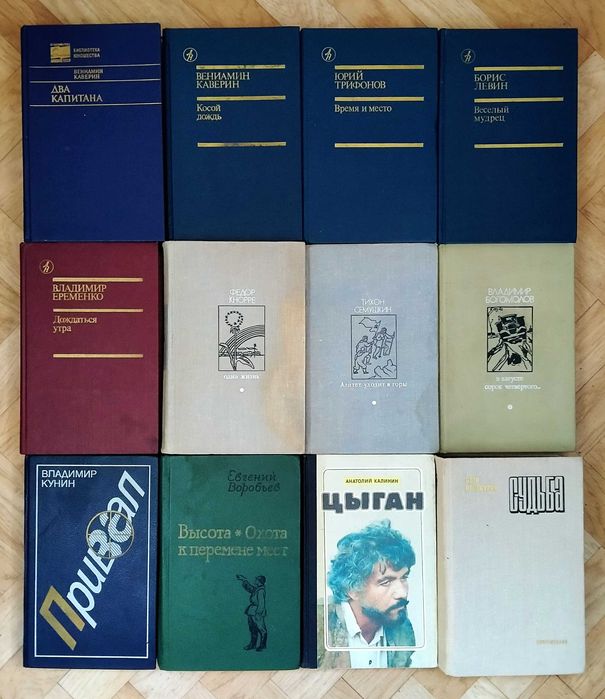 БИБЛИОТЕКА
ЮНОШЕСТВА
ВЕНИАМИН
КАВЕРИН
ДВА
КАПИТАНА
ВЕНИАМИН
КАВЕРИН
Косой
дождь
ЮРИЙ
ТРИФОНОВ
Время и место
БОРИС
ЛЕВИН
Веселый
мудрец
ВЛАДИМИР
ЕРЕМЕНКО
Дождаться
утра
ФЕДОР
КНОРРЕ
одна жизнь
ТИХОН
СЕМУШКИН
Алитет уходит в горы
ВЛАДИМИР
БОГОМОЛОВ
в августе
сорок четвертого...
ВЛАДИМИР
КУНИН
Привал
Евгений
Воробьев
Высота * Охота
к перемене мест
АНАТОЛИЙ КАЛИНИН
ЦЫГАН
СУДЬБА